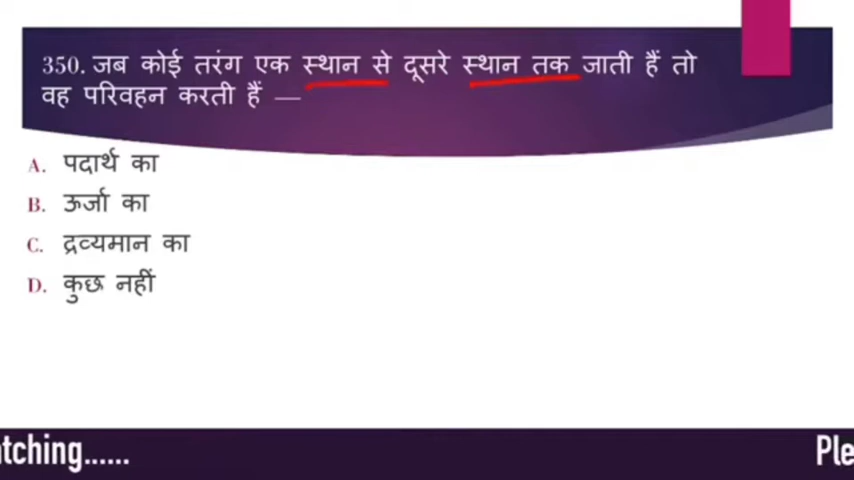 350. जब कोई तरंग एक स्थान से दूसरे स्थान तक जाती हैं तो
वह परिवहन करती हैं —
A. पदार्थ का
B. ऊर्जा का
C. द्रव्यमान का
D. कुछ नहीं
tching...... Ple